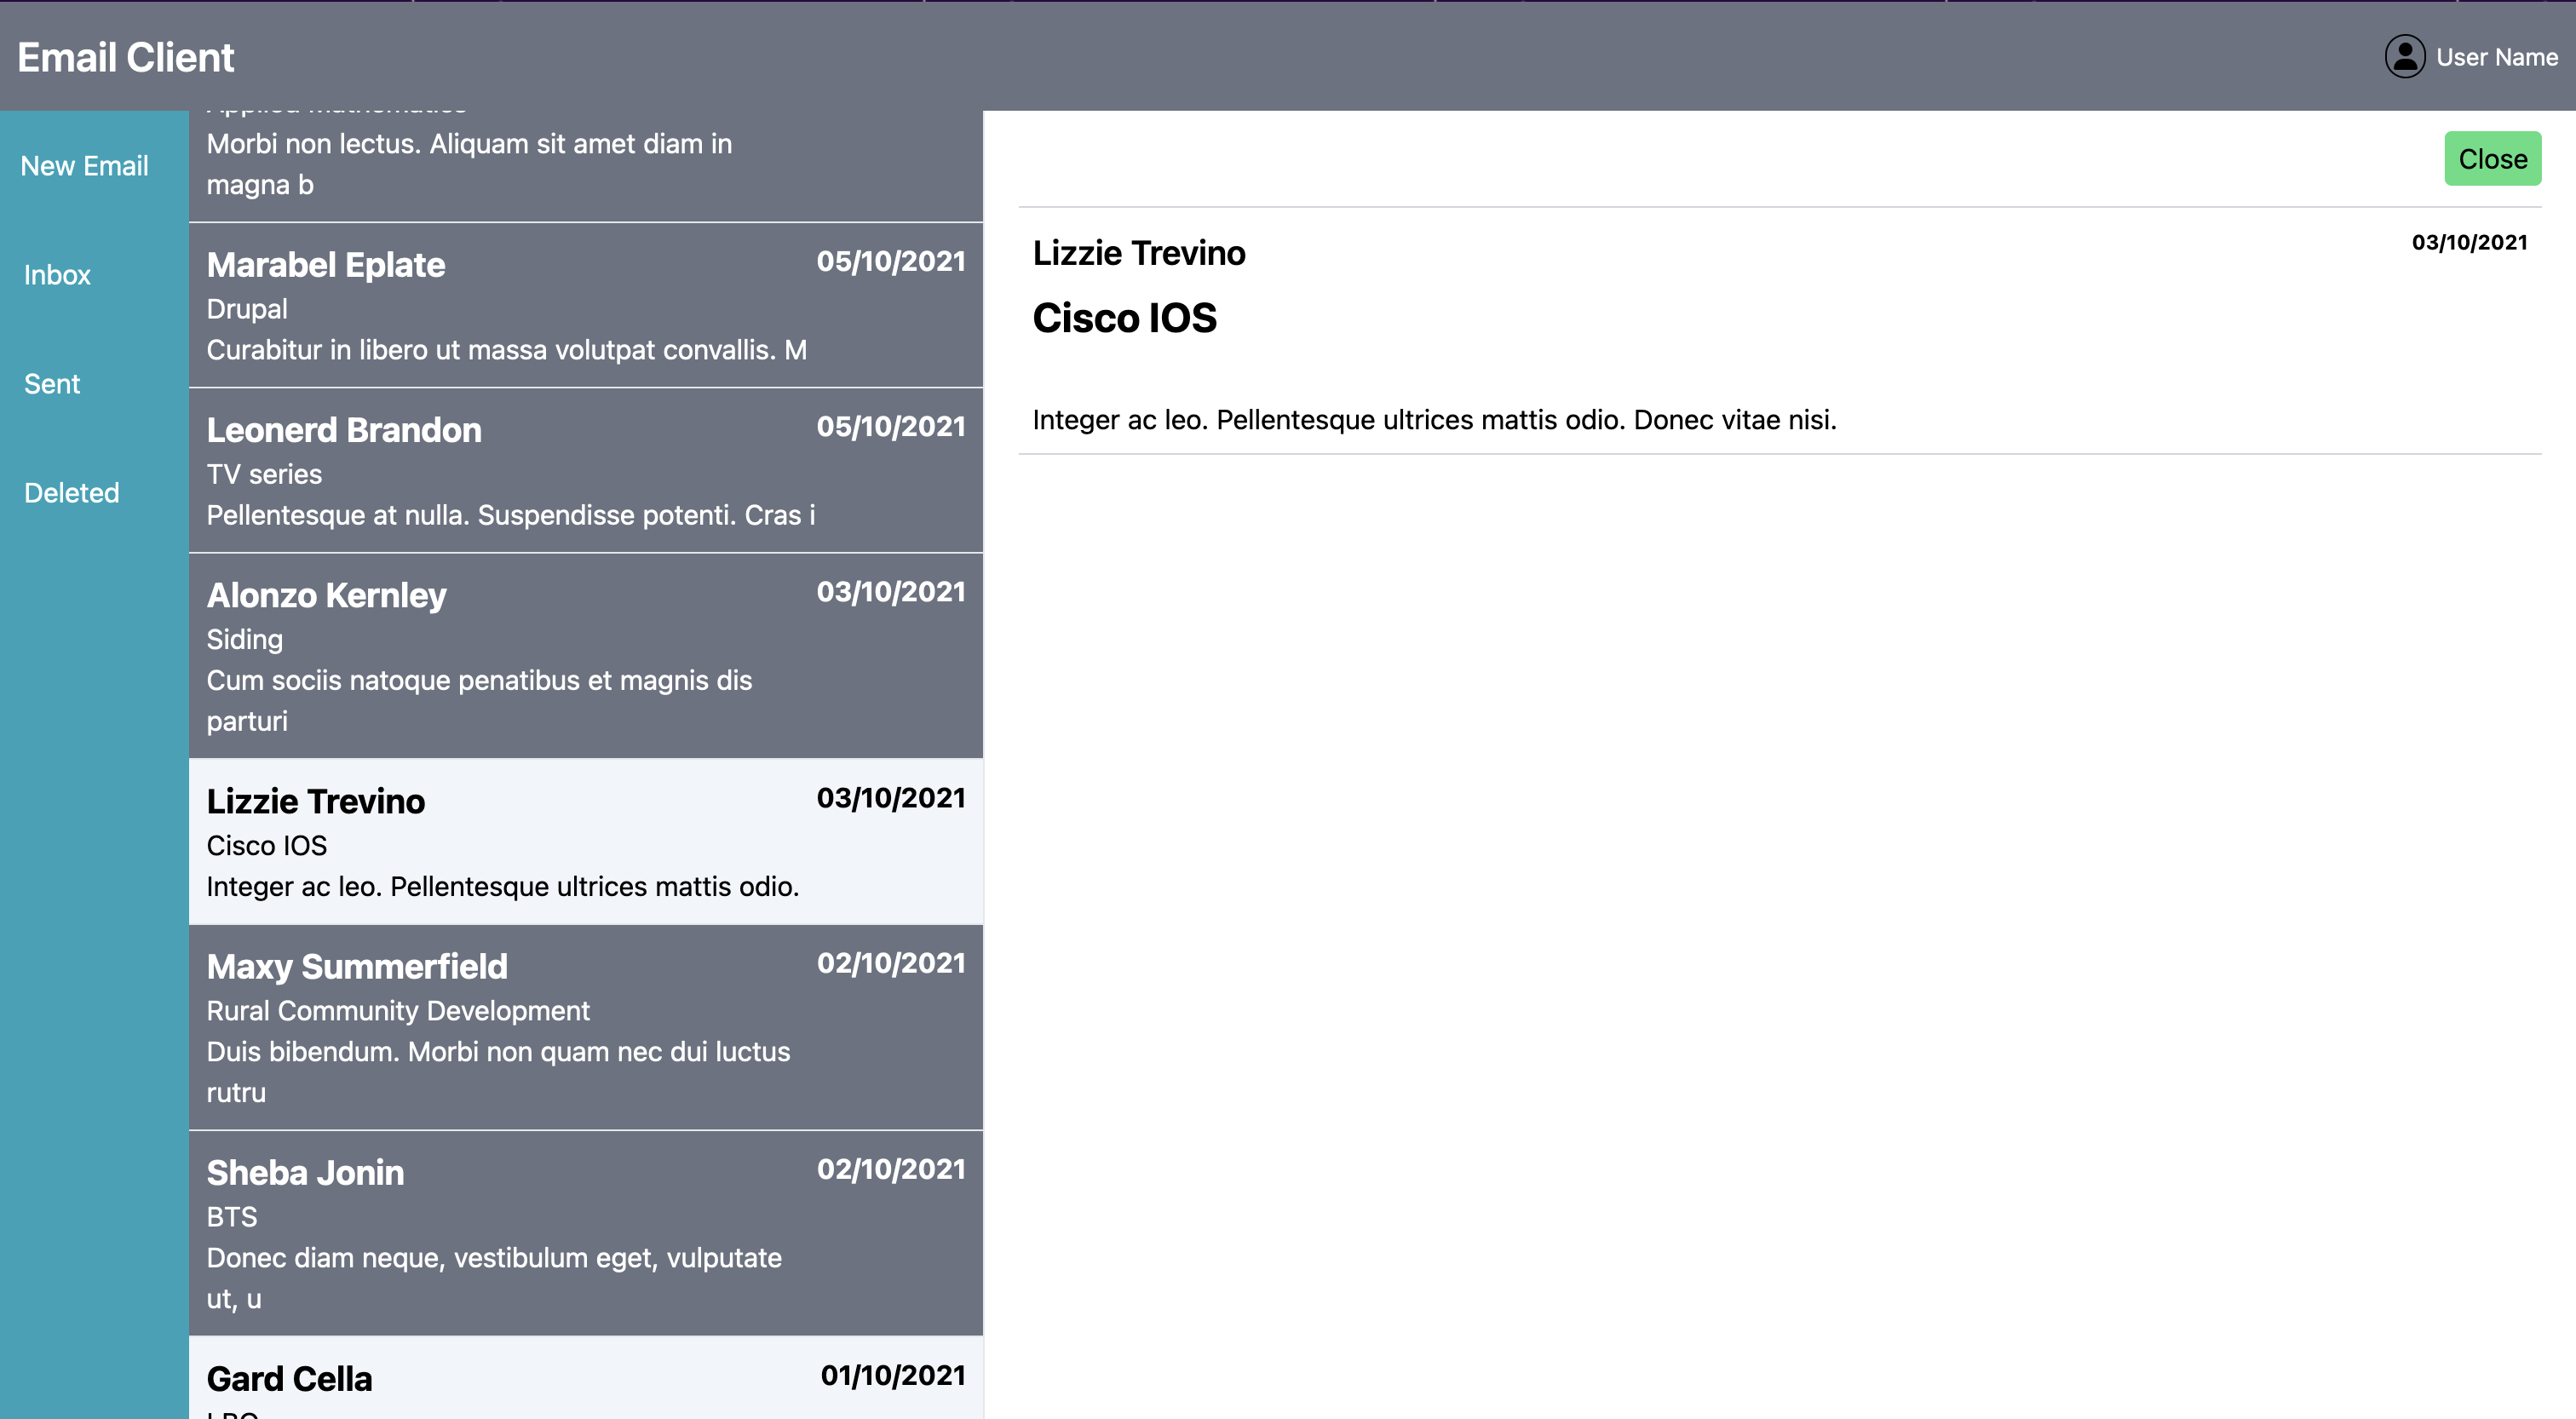 Email Client
User Name
New Email
Inbox
Sent
Deleted
Applied mathematics
Morbi non lectus. Aliquam sit amet diam in
magna b
Marabel Eplate 05/10/2021
Drupal
Curabitur in libero ut massa volutpat convallis. M
Leonerd Brandon 05/10/2021
TV series
Pellentesque at nulla. Suspendisse potenti. Cras i
Alonzo Kernley 03/10/2021
Siding
Cum sociis natoque penatibus et magnis dis
parturi
Lizzie Trevino 03/10/2021
Cisco IOS
Integer ac leo. Pellentesque ultrices mattis odio.
Maxy Summerfield 02/10/2021
Rural Community Development
Duis bibendum. Morbi non quam nec dui luctus
rutru
Sheba Jonin 02/10/2021
BTS
Donec diam neque, vestibulum eget, vulputate
ut, u
Gard Cella 01/10/2021
Close
Lizzie Trevino 03/10/2021
Cisco IOS
Integer ac leo. Pellentesque ultrices mattis odio. Donec vitae nisi.